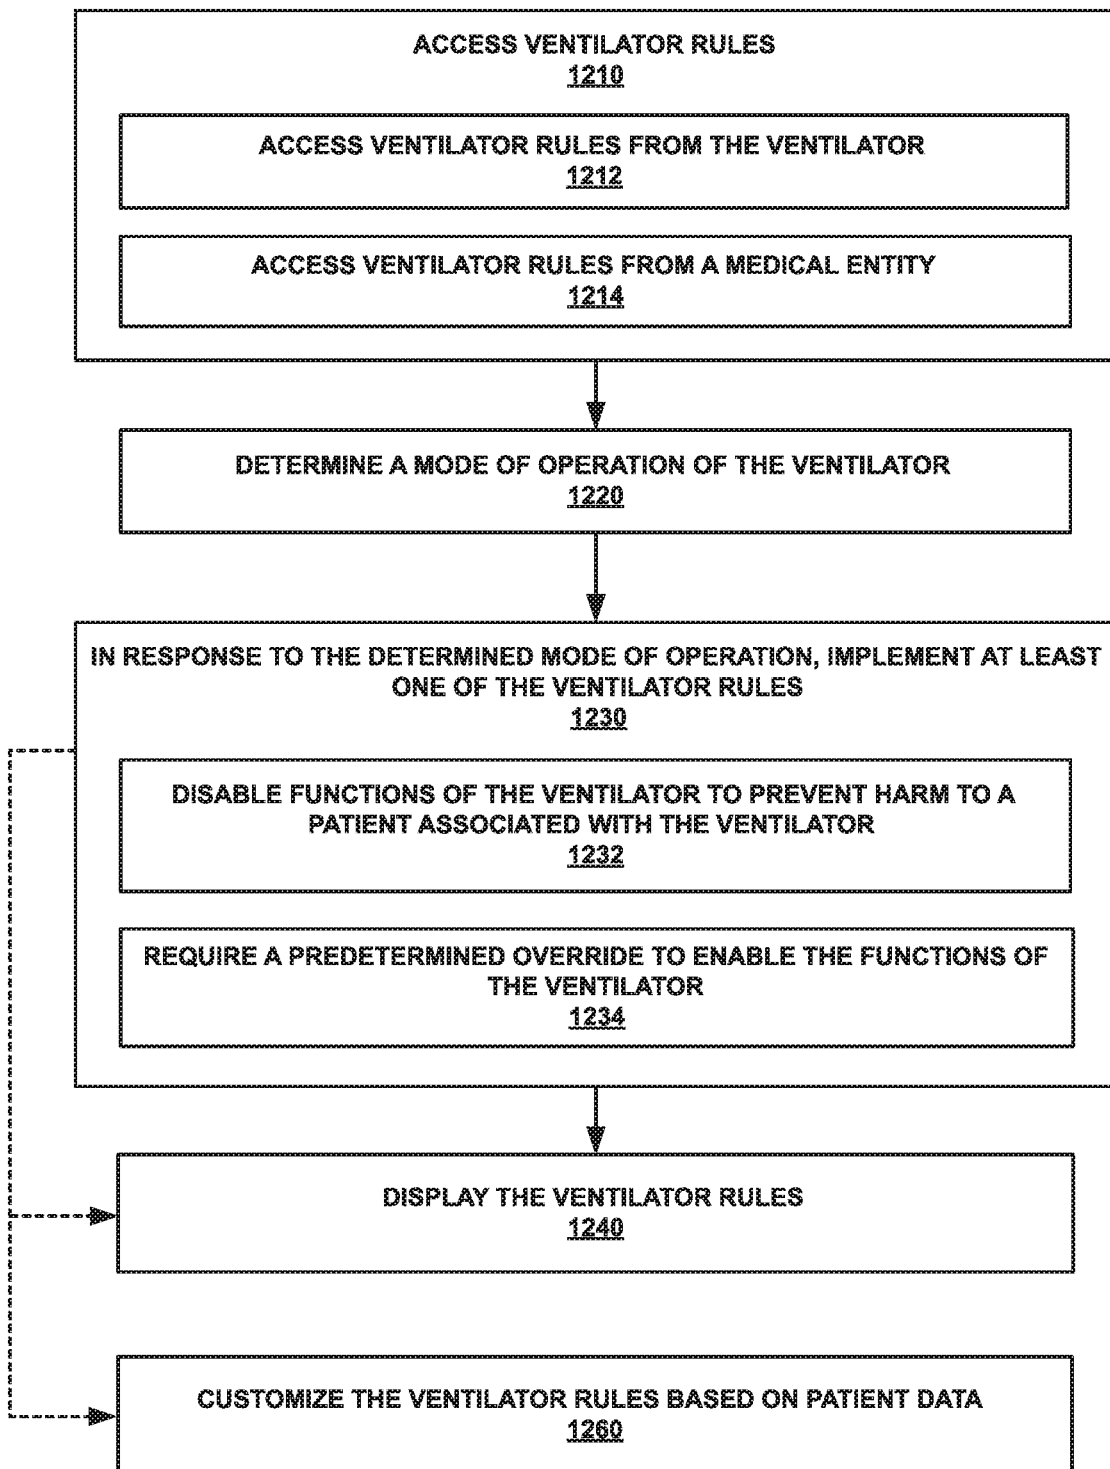 ACCESS VENTILATOR RULES
1210
ACCESS VENTILATOR RULES FROM THE VENTILATOR
1212
ACCESS VENTILATOR RULES FROM A MEDICAL ENTITY
1214
DETERMINE A MODE OF OPERATION OF THE VENTILATOR
1220
IN RESPONSE TO THE DETERMINED MODE OF OPERATION, IMPLEMENT AT LEAST
ONE OF THE VENTILATOR RULES
1230
DISABLE FUNCTIONS OF THE VENTILATOR TO PREVENT HARM TO A
PATIENT ASSOCIATED WITH THE VENTILATOR
1232
REQUIRE A PREDETERMINED OVERRIDE TO ENABLE THE FUNCTIONS OF
THE VENTILATOR
1234
DISPLAY THE VENTILATOR RULES
1240
CUSTOMIZE THE VENTILATOR RULES BASED ON PATIENT DATA
1260